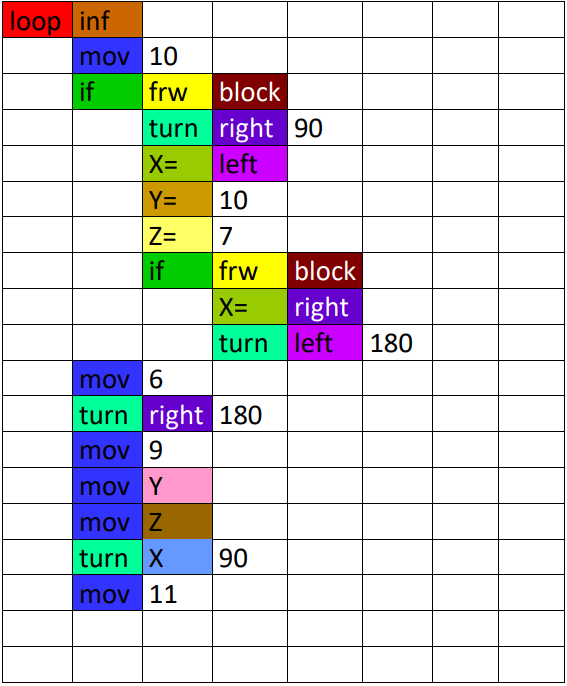 loop inf
mov 10
if frw block
turn right 90
X= left
Y= 10
Z= 7
if frw block
X= right
turn left 180
mov 6
turn right 180
mov 9
mov Y
mov Z
turn X 90
mov 11